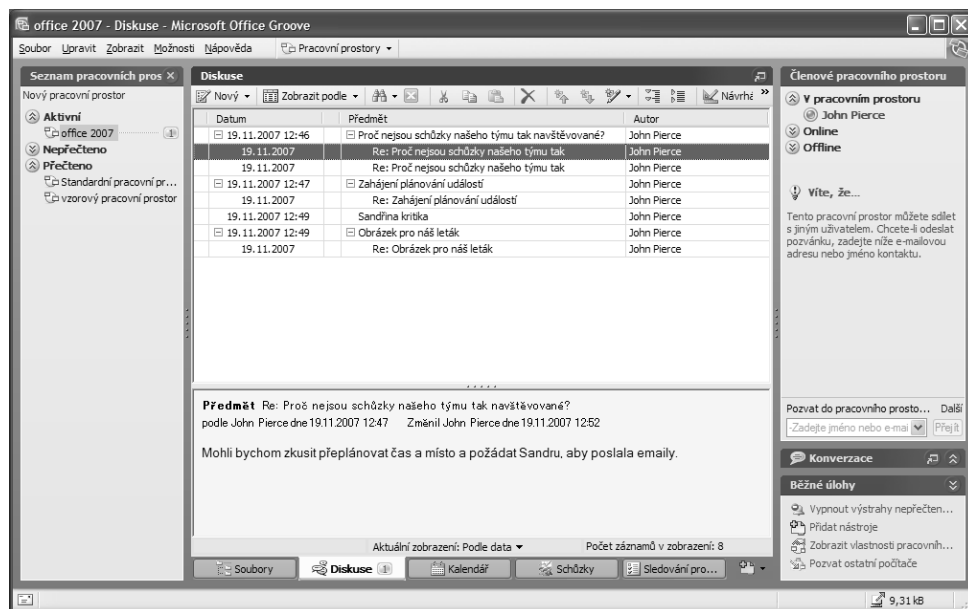 office 2007 - Diskuse - Microsoft Office Groove
Soubor Upravit Zobrazit Možnosti Nápověda Pracovní prostory
Seznam pracovních pros
Nový pracovní prostor
Aktivní
office 2007
Nepřečteno
Přečteno
Standardní pracovní pr...
vzorový pracovní prostor
Diskuse
Nový Zobrazit podle Návrhá »
Datum Předmět Autor
19.11.2007 12:46 Proč nejsou schůzky našeho týmu tak navštěvované? John Pierce
19.11.2007 Re: Proč nejsou schůzky našeho týmu tak John Pierce
19.11.2007 Re: Proč nejsou schůzky našeho týmu tak John Pierce
19.11.2007 12:47 Zahájení plánování událostí John Pierce
19.11.2007 Re: Zahájení plánování událostí John Pierce
19.11.2007 12:49 Sandřina kritika John Pierce
19.11.2007 12:49 Obrázek pro náš leták John Pierce
19.11.2007 Re: Obrázek pro náš leták John Pierce
Předmět Re: Proč nejsou schůzky našeho týmu tak navštěvované?
podle John Pierce dne 19.11.2007 12:47 Změnil John Pierce dne 19.11.2007 12:52
Mohli bychom zkusit přeplánovat čas a místo a požádat Sandru, aby poslala emaily.
Aktuální zobrazení: Podle data Počet záznamů v zobrazení: 8
Soubory Diskuse Kalendář Schůzky Sledování pro...
Členové pracovního prostoru
V pracovním prostoru
John Pierce
Online
Offline
Víte, že...
Tento pracovní prostor můžete sdílet
s jiným uživatelem. Chcete-li odeslat
pozvánku, zadejte níže e-mailovou
adresu nebo jméno kontaktu.
Pozvat do pracovního prosto... Další
-Zadejte jméno nebo e-mai Přejít
Konverzace
Běžné úlohy
Vypnout výstrahy nepřečten...
Přidat nástroje
Zobrazit vlastnosti pracovníh...
Pozvat ostatní počítače
9,31 kB